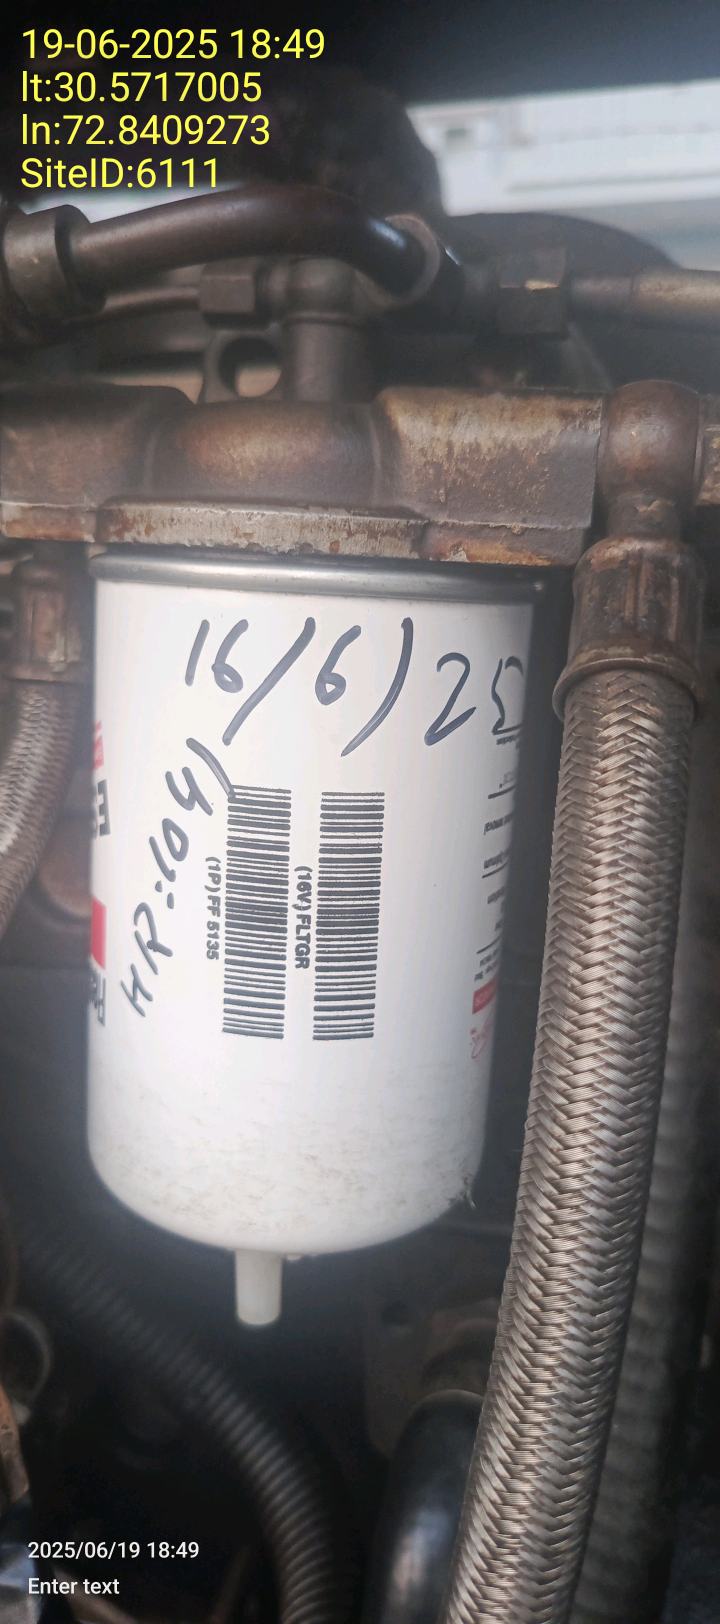 19-06-2025 18:49
lt:30.5717005
ln:72.8409273
SiteID:6111
16/6/25
HR:-6041
(1P) FF 5135
(16V) FLTGR
2025/06/19 18:49
Enter text